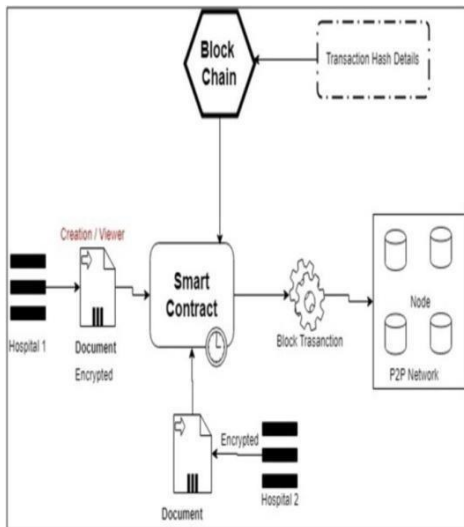 Block
Chain
Transaction Hash Details
Creation / Viewer
Smart
Contract
Hospital 1
Document
Encrypted
Block Trasanction
Node
P2P Network
Encrypted
Document
Hospital 2